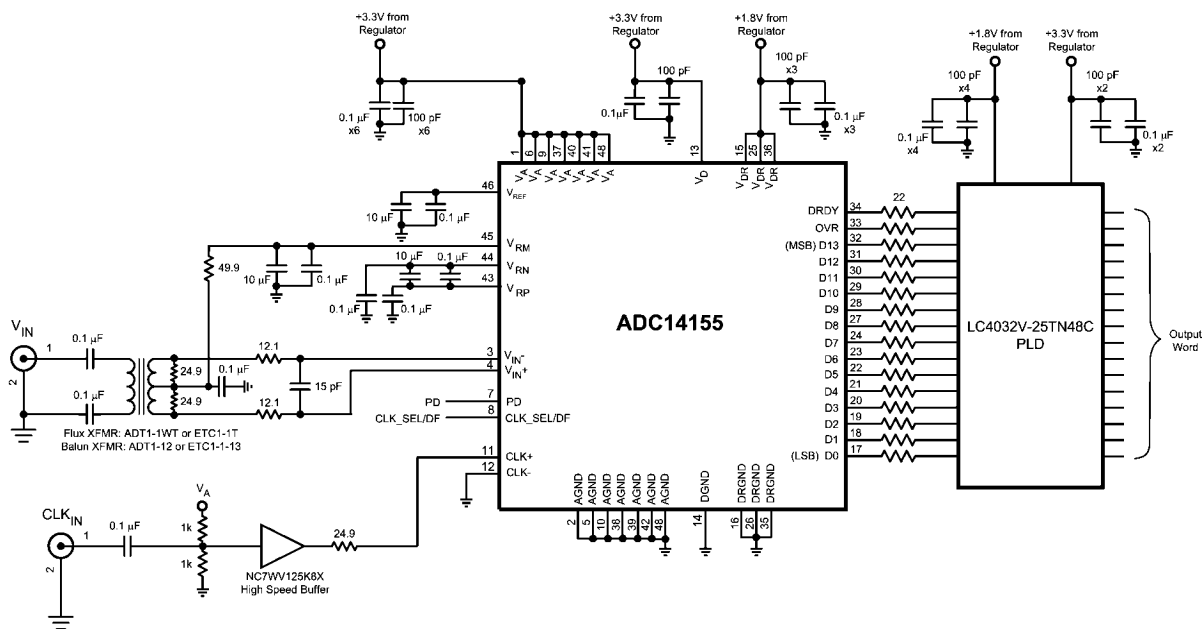 +3.3V from
Regulator
+3.3V from
Regulator
+1.8V from
Regulator
+1.8V from
Regulator
+3.3V from
Regulator
0.1 µF
x6
100 pF
x6
100 pF
0.1µF
100 pF
x3
0.1 µF
x3
100 pF
x4
0.1 µF
x4
100 pF
x2
0.1 µF
x2
1
6
9
37
40
41
48
13
15
25
36
VA
VA
VA
VA
VA
VA
VA
VD
VDR
VDR
VDR
46
VREF
10 µF
0.1 µF
45
VRM
49.9
10 µF
0.1 µF
44
VRN
10 µF
0.1 µF
43
VRP
0.1 µF
0.1 µF
ADC14155
VIN
1
2
0.1 µF
0.1 µF
24.9
24.9
0.1 µF
12.1
12.1
15 pF
3
VIN-
4
VIN+
PD
7
PD
CLK_SEL/DF
8
CLK_SEL/DF
Flux XFMR: ADT1-1WT or ETC1-1T
Balun XFMR: ADT1-12 or ETC1-1-13
11
CLK+
12
CLK-
VA
CLKIN
1
2
0.1 µF
1k
1k
NC7WV125K8X
High Speed Buffer
24.9
AGND
AGND
AGND
AGND
AGND
AGND
AGND
DGND
DRGND
DRGND
DRGND
2
5
10
38
39
42
48
14
16
26
35
22
DRDY 34
OVR 33
(MSB) D13 32
D12 31
D11 30
D10 29
D9 28
D8 27
D7 24
D6 23
D5 22
D4 21
D3 20
D2 19
D1 18
(LSB) D0 17
LC4032V-25TN48C
PLD
Output
Word